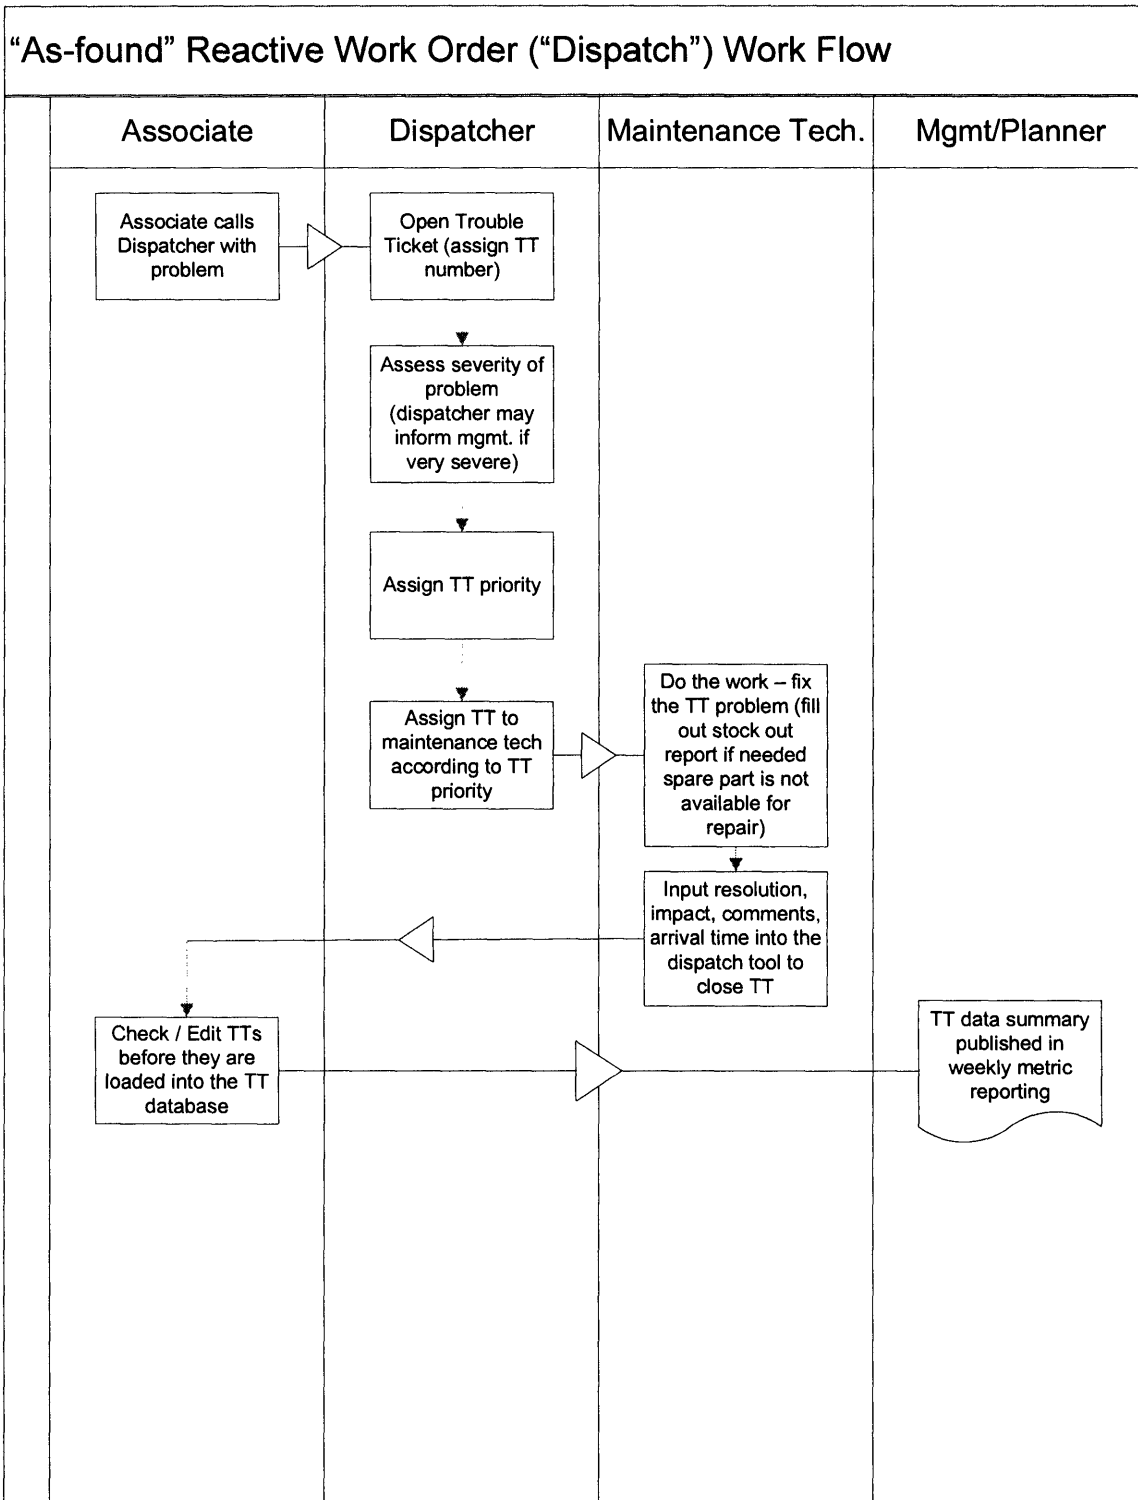 “As-found” Reactive Work Order (“Dispatch”) Work Flow
Associate
Dispatcher
Maintenance Tech.
Mgmt/Planner
Associate calls
Dispatcher with
problem
Open Trouble
Ticket (assign TT
number)
Assess severity of
problem
(dispatcher may
inform mgmt. if
very severe)
Assign TT priority
Assign TT to
maintenance tech
according to TT
priority
Do the work – fix
the TT problem (fill
out stock out
report if needed
spare part is not
available for
repair)
Input resolution,
impact, comments,
arrival time into the
dispatch tool to
close TT
Check / Edit TTs
before they are
loaded into the TT
database
TT data summary
published in
weekly metric
reporting